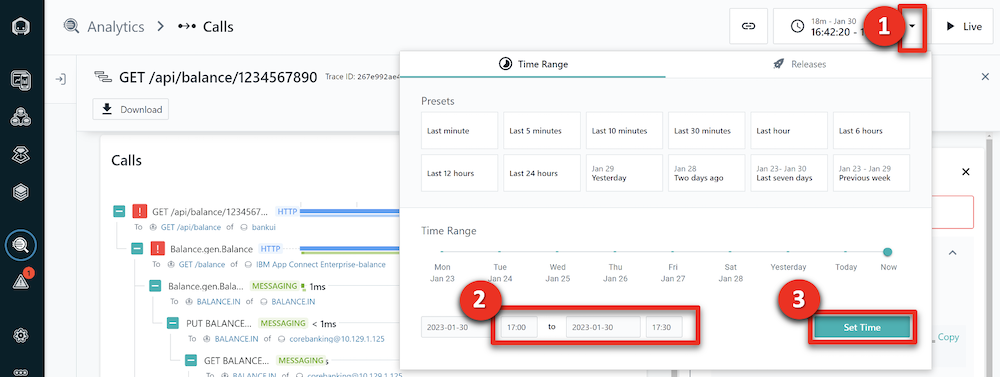 Analytics > Calls
18m - Jan 30
16:42:20 - 1
1
Live
GET /api/balance/1234567890
Trace ID: 267e992ae4
Download
Time Range
Releases
Presets
Last minute
Last 5 minutes
Last 10 minutes
Last 30 minutes
Last hour
Last 6 hours
Last 12 hours
Last 24 hours
Jan 29
Yesterday
Jan 28
Two days ago
Jan 23 - Jan 30
Last seven days
Jan 23 - Jan 29
Previous week
Calls
GET /api/balance/1234567... HTTP
To GET /api/balance of bankui
Balance.gen.Balance HTTP
To GET /balance of IBM App Connect Enterprise-balance
Balance.gen.Bala... MESSAGING 1ms
To BALANCE.IN of BALANCE.IN
PUT BALANCE... MESSAGING < 1ms
To BALANCE.IN of corebanking@10.129.1.125
GET BALANC... MESSAGING
To BALANCE.IN of corebanking@10.129.1.125
Time Range
Mon
Jan 23
Tue
Jan 24
Wed
Jan 25
Thu
Jan 26
Fri
Jan 27
Sat
Jan 28
Yesterday
Today
Now
2
3
2023-01-30
17:00
to
2023-01-30
17:30
Set Time
Copy
1